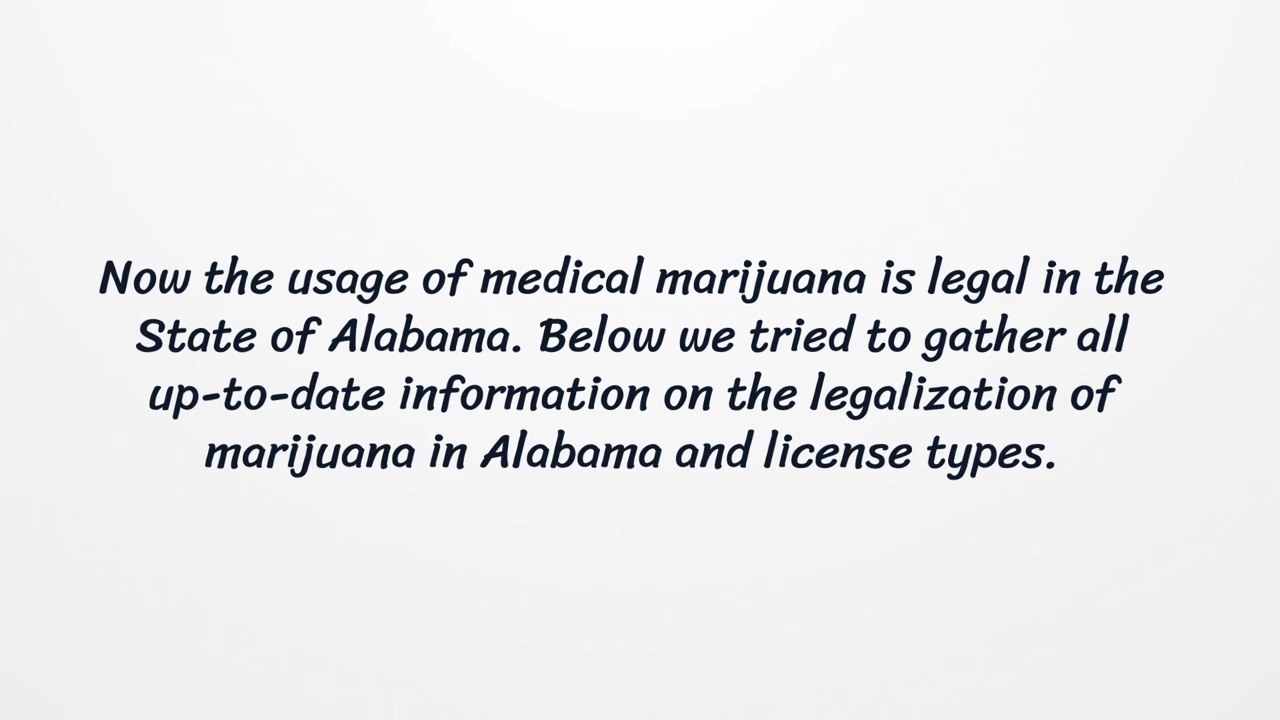 Now the usage of medical marijuana is legal in the
State of Alabama. Below we tried to gather all
up-to-date information on the legalization of
marijuana in Alabama and license types.